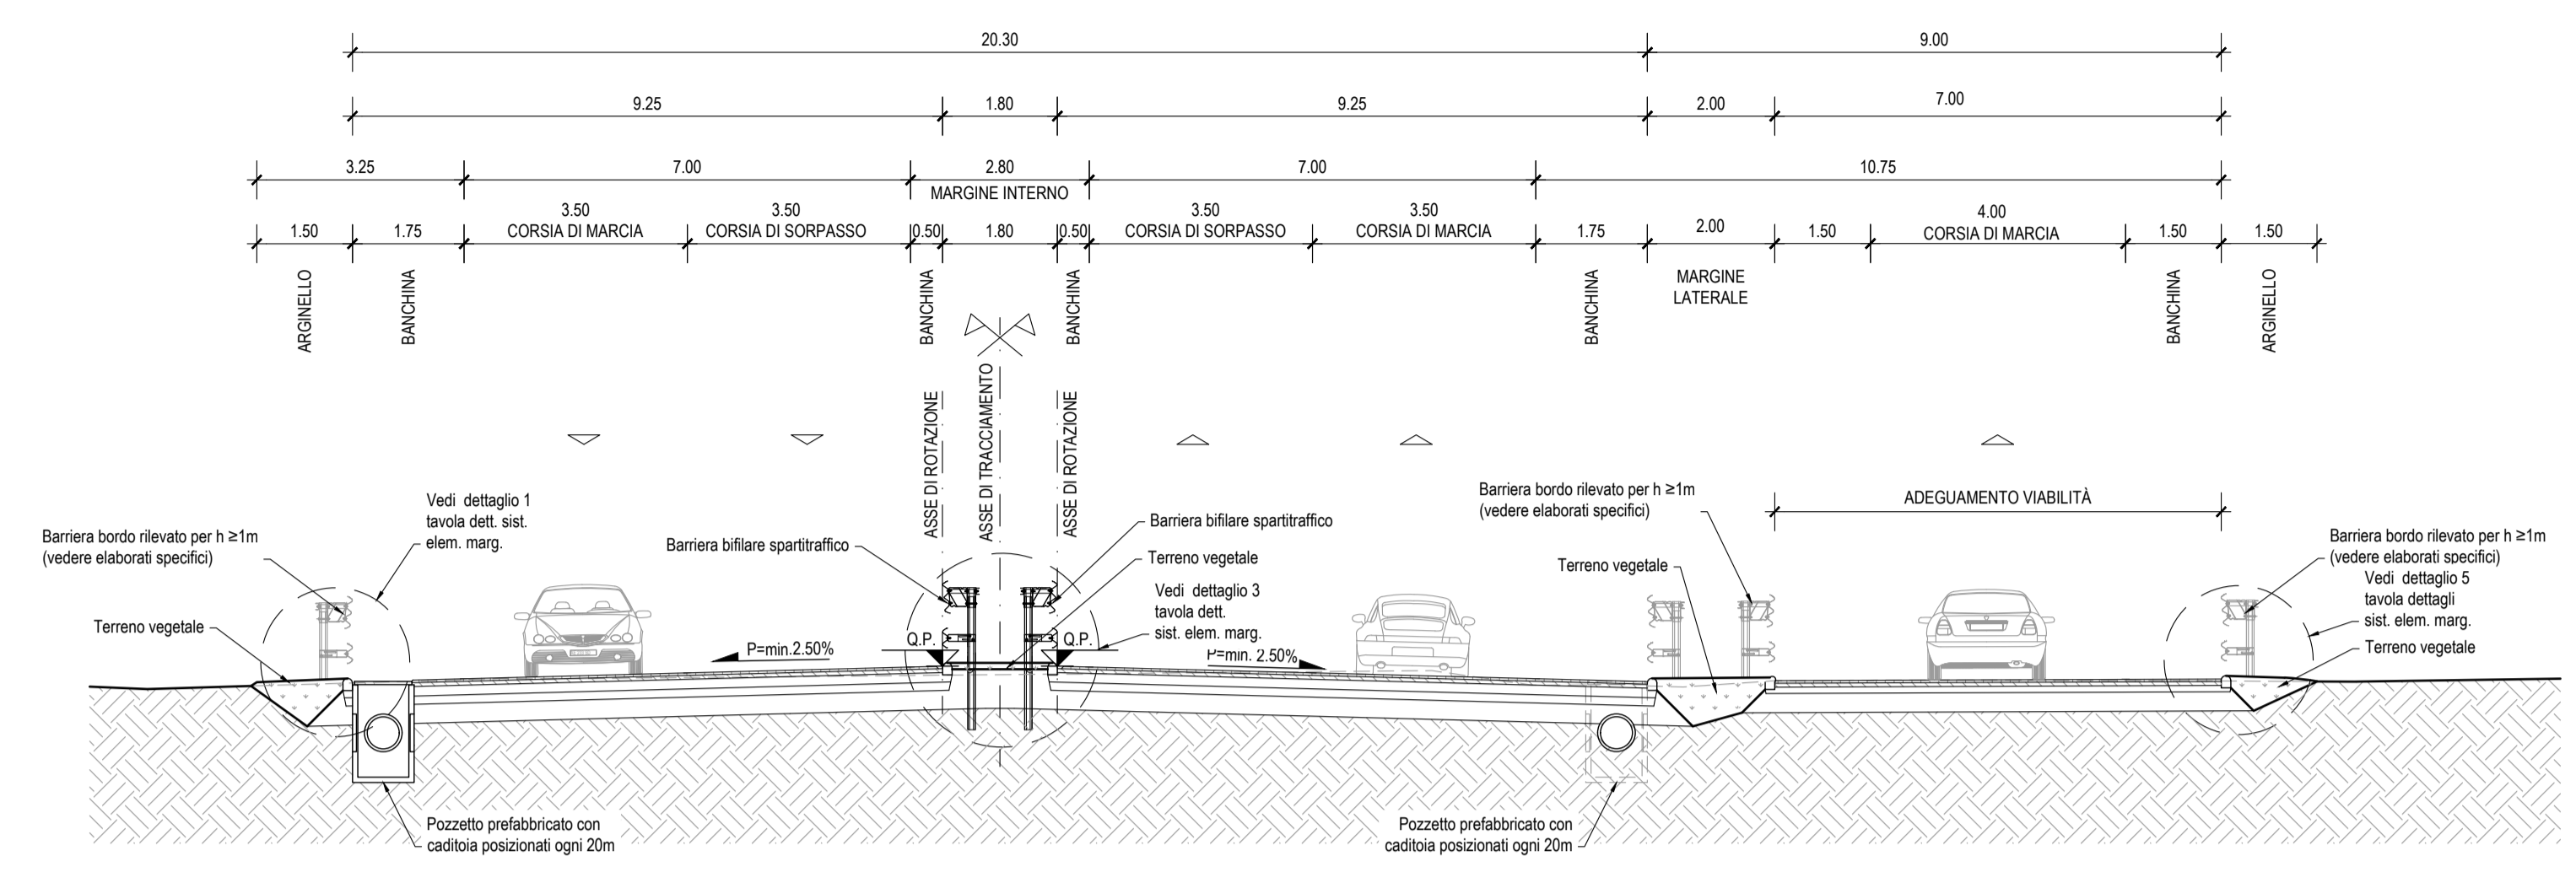 20.30
9.00
9.25
1.80
9.25
2.00
7.00
3.25
7.00
2.80
7.00
10.75
MARGINE INTERNO
3.50
CORSIA DI MARCIA
3.50
CORSIA DI SORPASSO
3.50
CORSIA DI SORPASSO
3.50
CORSIA DI MARCIA
4.00
CORSIA DI MARCIA
1.50
1.75
0.50
1.80
0.50
1.75
2.00
1.50
1.50
1.50
ARGINELLO
BANCHINA
BANCHINA
BANCHINA
BANCHINA
MARGINE
LATERALE
BANCHINA
ARGINELLO
ASSE DI ROTAZIONE
ASSE DI TRACCIAMENTO
ASSE DI ROTAZIONE
Barriera bordo rilevato per h ≥1m
(vedere elaborati specifici)
Vedi dettaglio 1
tavola dett. sist.
elem. marg.
Terreno vegetale
Barriera bifilare spartitraffico
Barriera bifilare spartitraffico
Terreno vegetale
Vedi dettaglio 3
tavola dett.
sist. elem. marg.
Q.P.
Q.P.
P=min.2.50%
P=min. 2.50%
Barriera bordo rilevato per h ≥1m
(vedere elaborati specifici)
Terreno vegetale
ADEGUAMENTO VIABILITÀ
Barriera bordo rilevato per h ≥1m
(vedere elaborati specifici)
Vedi dettaglio 5
tavola dettagli
sist. elem. marg.
Terreno vegetale
Pozzetto prefabbricato con
caditoia posizionati ogni 20m
Pozzetto prefabbricato con
caditoia posizionati ogni 20m